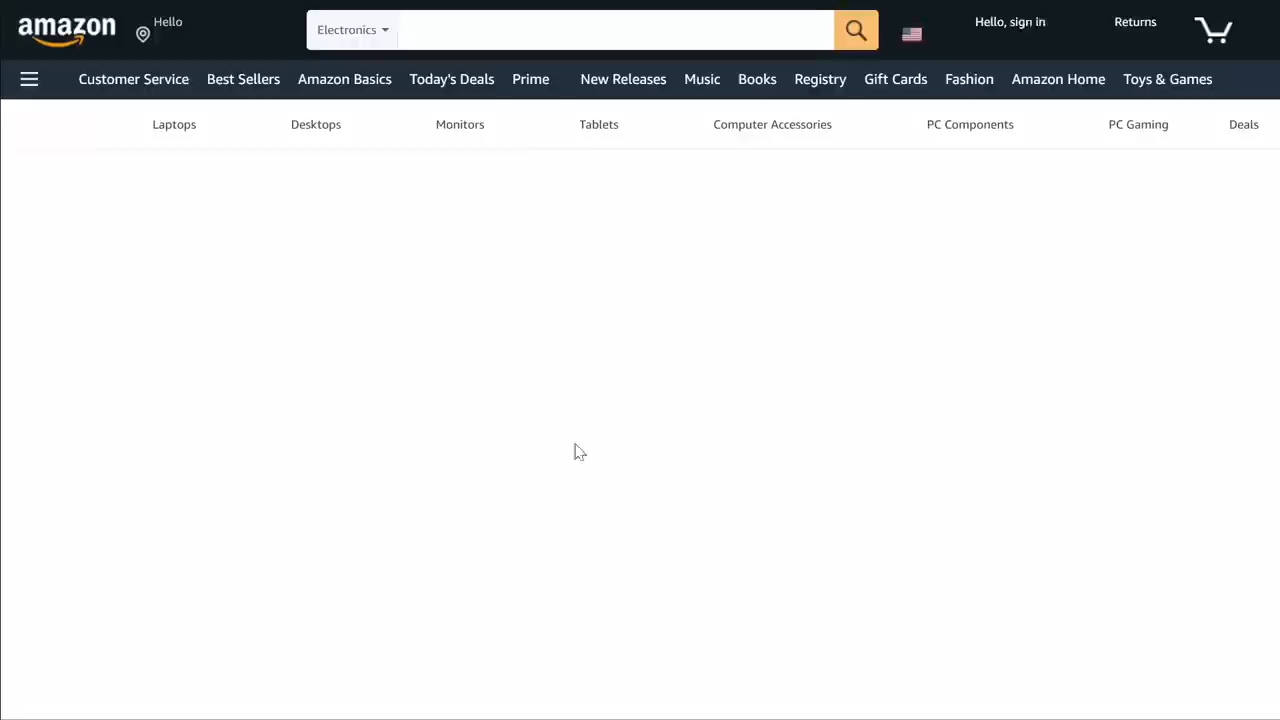 amazon
Hello
Electronics
Hello, sign in
Returns
Customer Service Best Sellers Amazon Basics Today's Deals Prime New Releases Music Books Registry Gift Cards Fashion Amazon Home Toys & Games
Laptops Desktops Monitors Tablets Computer Accessories PC Components PC Gaming Deals